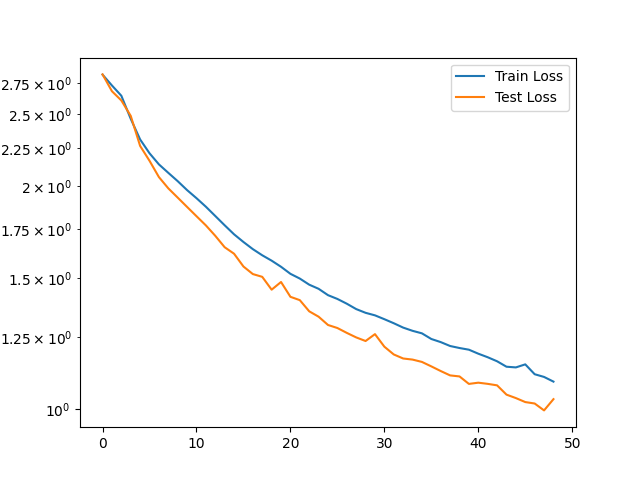 Train Loss
Test Loss
2.75 × 10⁰
2.5 × 10⁰
2.25 × 10⁰
2 × 10⁰
1.75 × 10⁰
1.5 × 10⁰
1.25 × 10⁰
10⁰
0 10 20 30 40 50